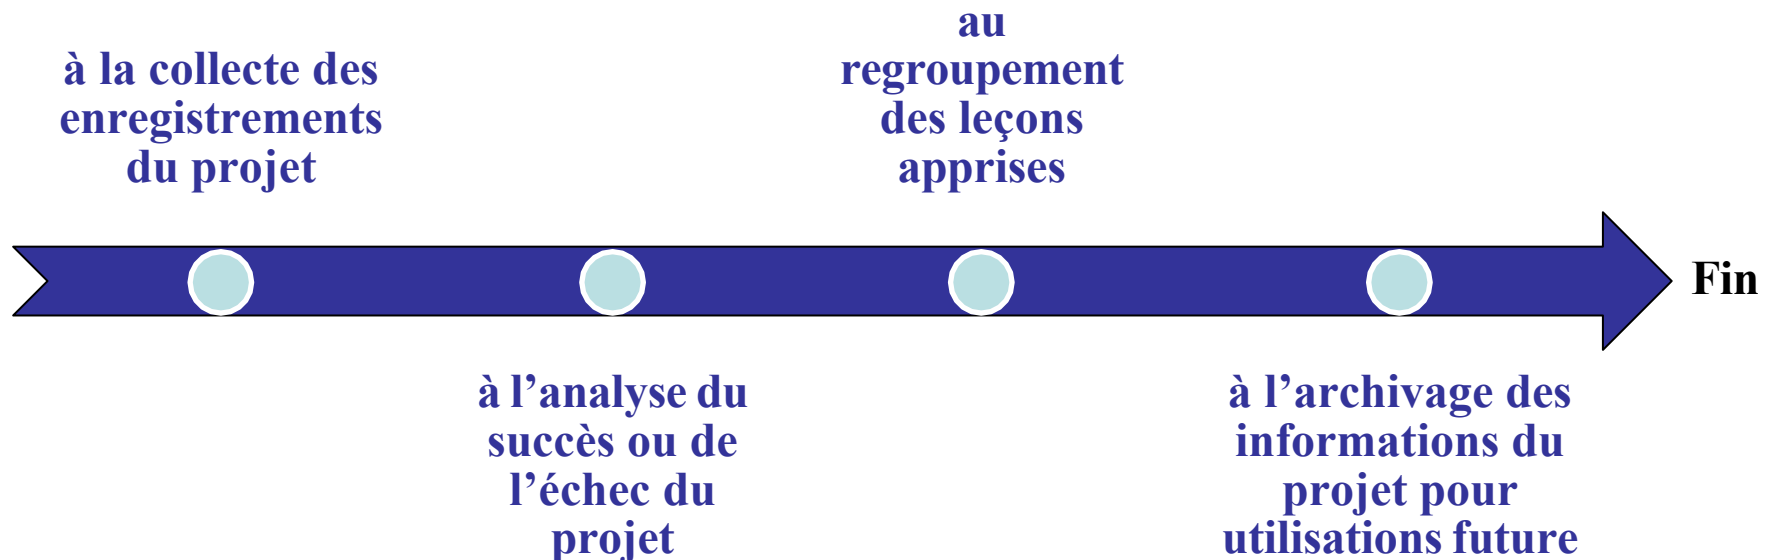 à la collecte des
enregistrements
du projet
à l’analyse du
succès ou de
l’échec du
projet
au
regroupement
des leçons
apprises
à l’archivage des
informations du
projet pour
utilisations future
Fin